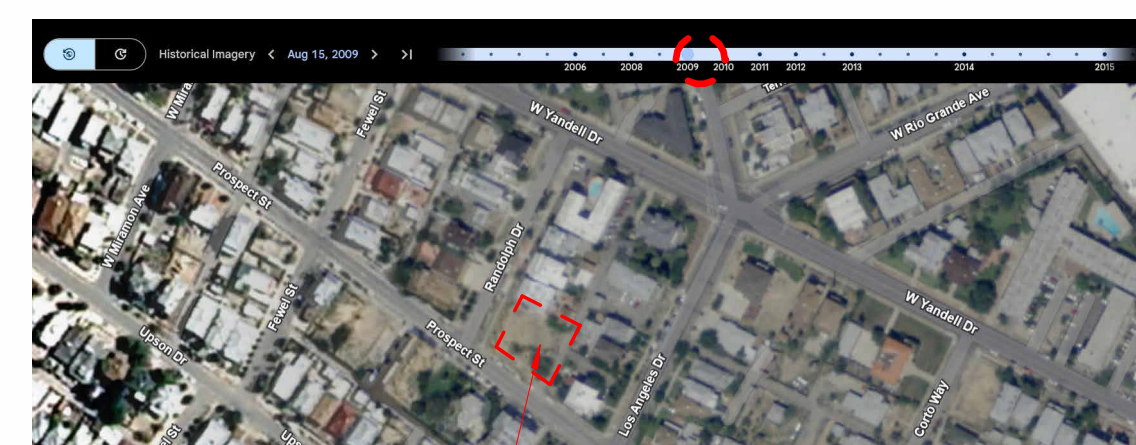 Historical Imagery
Aug 15, 2009
2006 2008 2009 2010 2011 2012 2013 2014 2015
W Yandell Dr
W Rio Grande Ave
Fewel St
Prospect St
W Miramon Ave
Randolph Dr
Fewel St
W Yandell Dr
Prospect St
Upson Dr
Los Angeles Dr
Corto Way